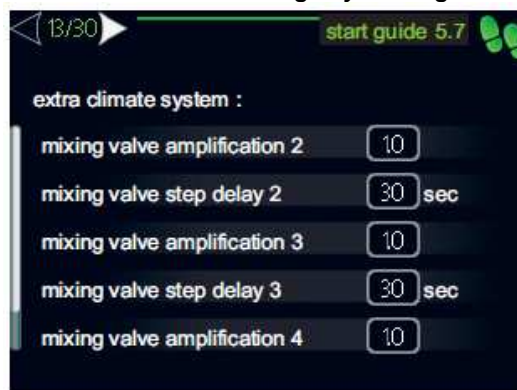 13/30
start guide 5.7
extra climate system :
mixing valve amplification 2 10
mixing valve step delay 2 30 sec
mixing valve amplification 3 10
mixing valve step delay 3 30 sec
mixing valve amplification 4 10